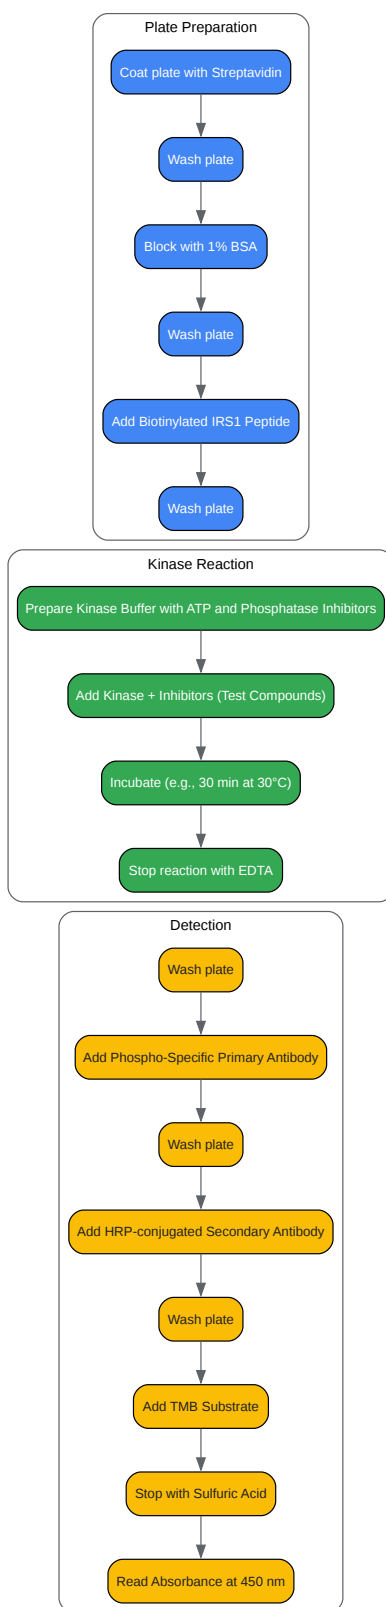 Plate Preparation
Coat plate with Streptavidin
Wash plate
Block with 1% BSA
Wash plate
Add Biotinylated IRS1 Peptide
Wash plate
Kinase Reaction
Prepare Kinase Buffer with ATP and Phosphatase Inhibitors
Add Kinase + Inhibitors (Test Compounds)
Incubate (e.g., 30 min at 30°C)
Stop reaction with EDTA
Detection
Wash plate
Add Phospho-Specific Primary Antibody
Wash plate
Add HRP-conjugated Secondary Antibody
Wash plate
Add TMB Substrate
Stop with Sulfuric Acid
Read Absorbance at 450 nm